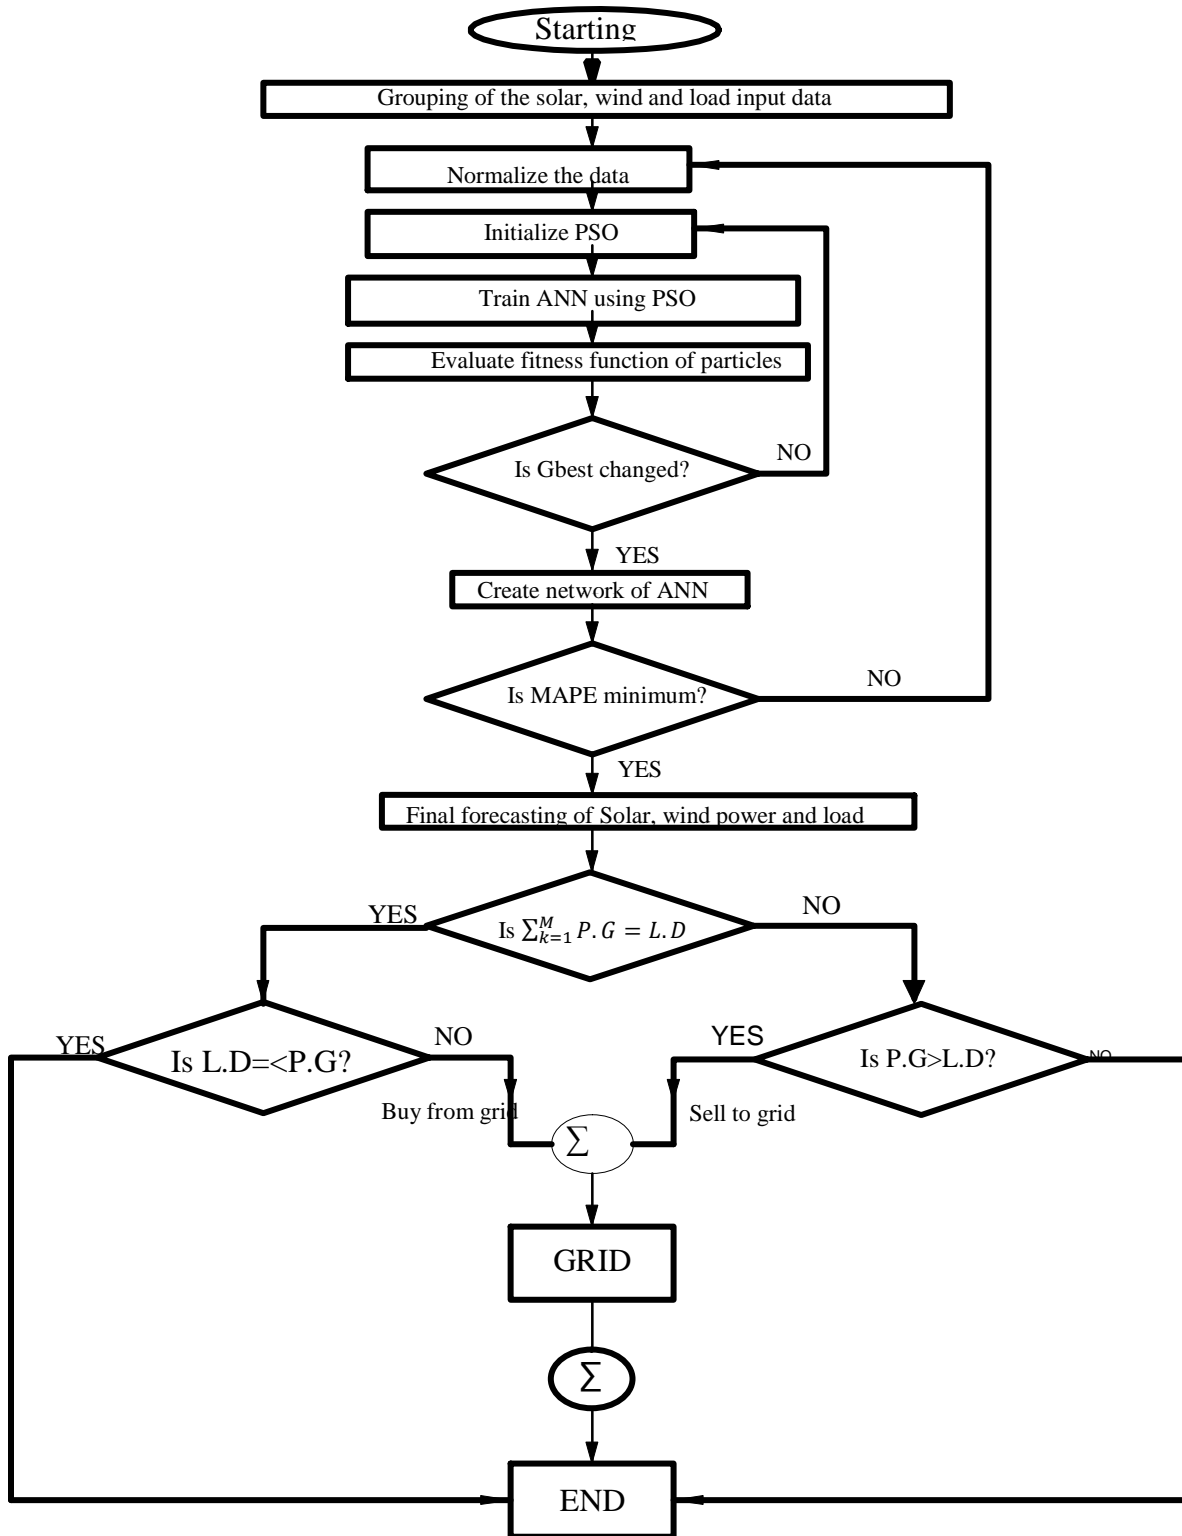 Starting
Grouping of the solar, wind and load input data
Normalize the data
Initialize PSO
Train ANN using PSO
Evaluate fitness function of particles
Is Gbest changed?
NO
YES
Create network of ANN
Is MAPE minimum?
NO
YES
Final forecasting of Solar, wind power and load
YES
Is ∑_{k=1}^{M} P.G = L.D
NO
YES
Is L.D=<P.G?
NO
YES
Is P.G>L.D?
NO
Buy from grid
Sell to grid
∑
GRID
Σ
END